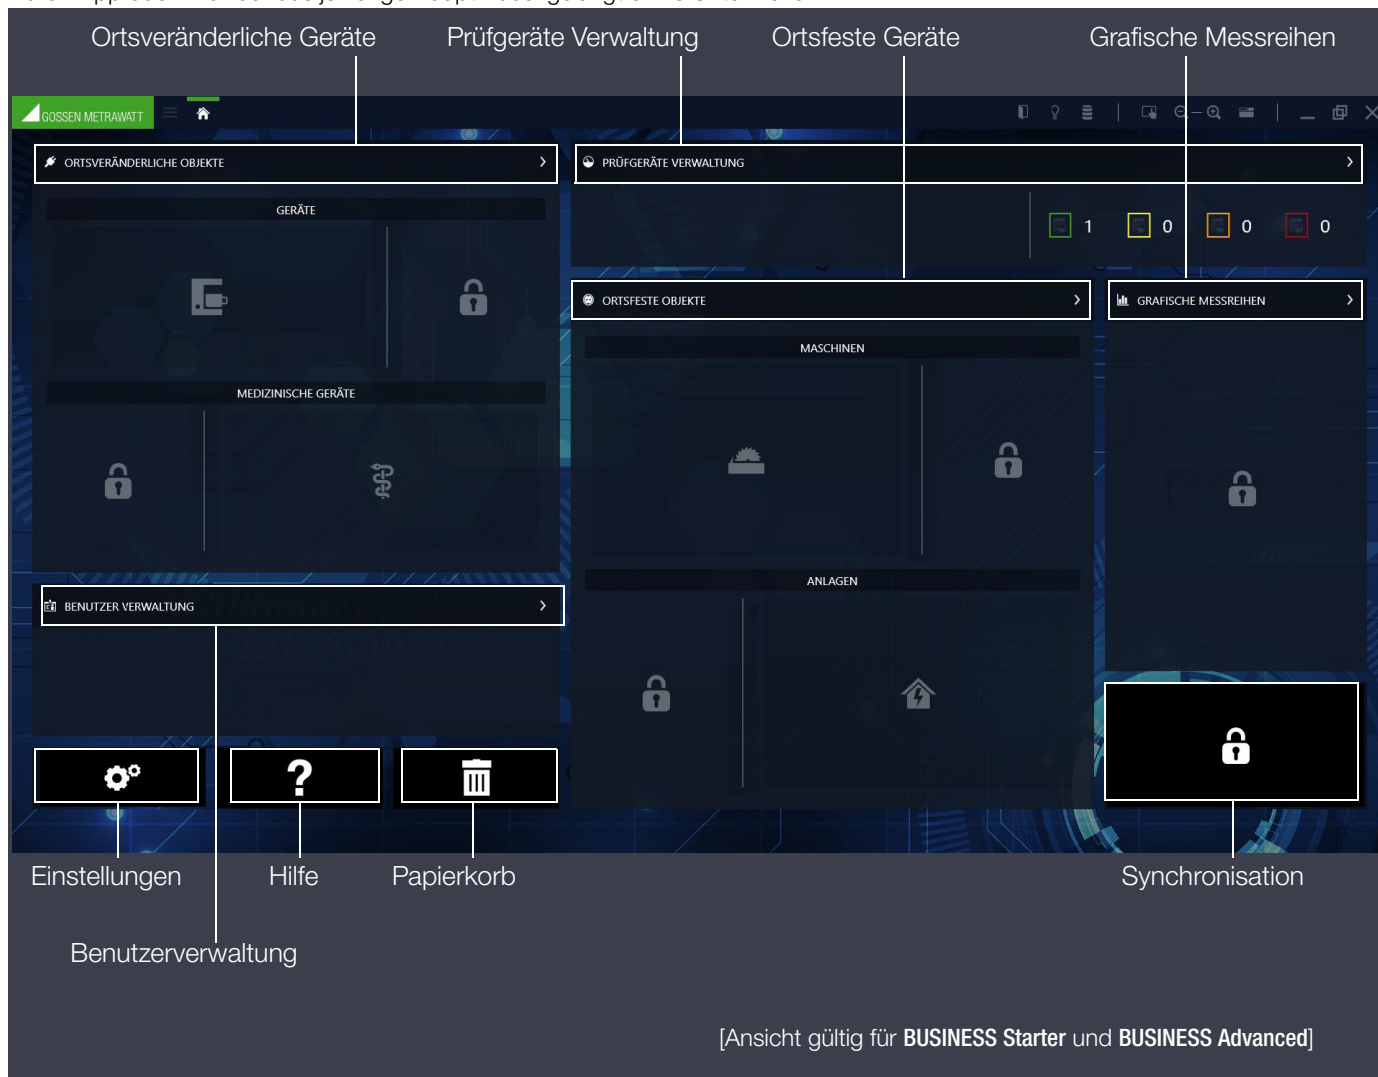 Ortsveränderliche Geräte
Prüfgeräte Verwaltung
Ortsfeste Geräte
Grafische Messreihen
GOSSEN METRAWATT
ORTSVERÄNDERLICHE OBJEKTE
PRÜFGERÄTE VERWALTUNG
GERÄTE
1 0 0 0
ORTSFESTE OBJEKTE
GRAFISCHE MESSREIHEN
MASCHINEN
MEDIZINISCHE GERÄTE
ANLAGEN
BENUTZER VERWALTUNG
?
Einstellungen
Hilfe
Papierkorb
Synchronisation
Benutzerverwaltung
[Ansicht gültig für BUSINESS Starter und BUSINESS Advanced]